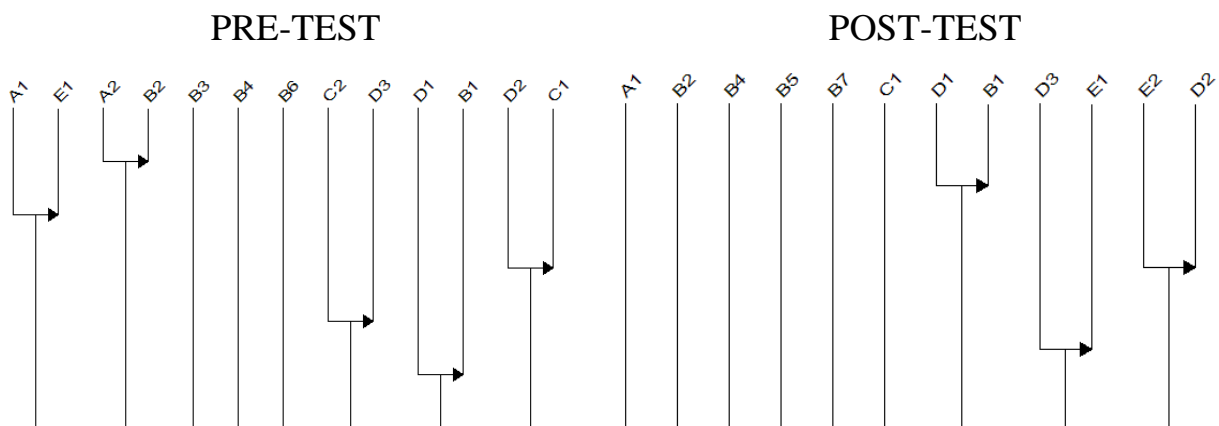 PRE-TEST POST-TEST
A1 E1 A2 B2 B3 B4 B6 C2 D3 D1 B1 D2 C1 A1 B2 B4 B5 B7 C1 D1 B1 D3 E1 E2 D2